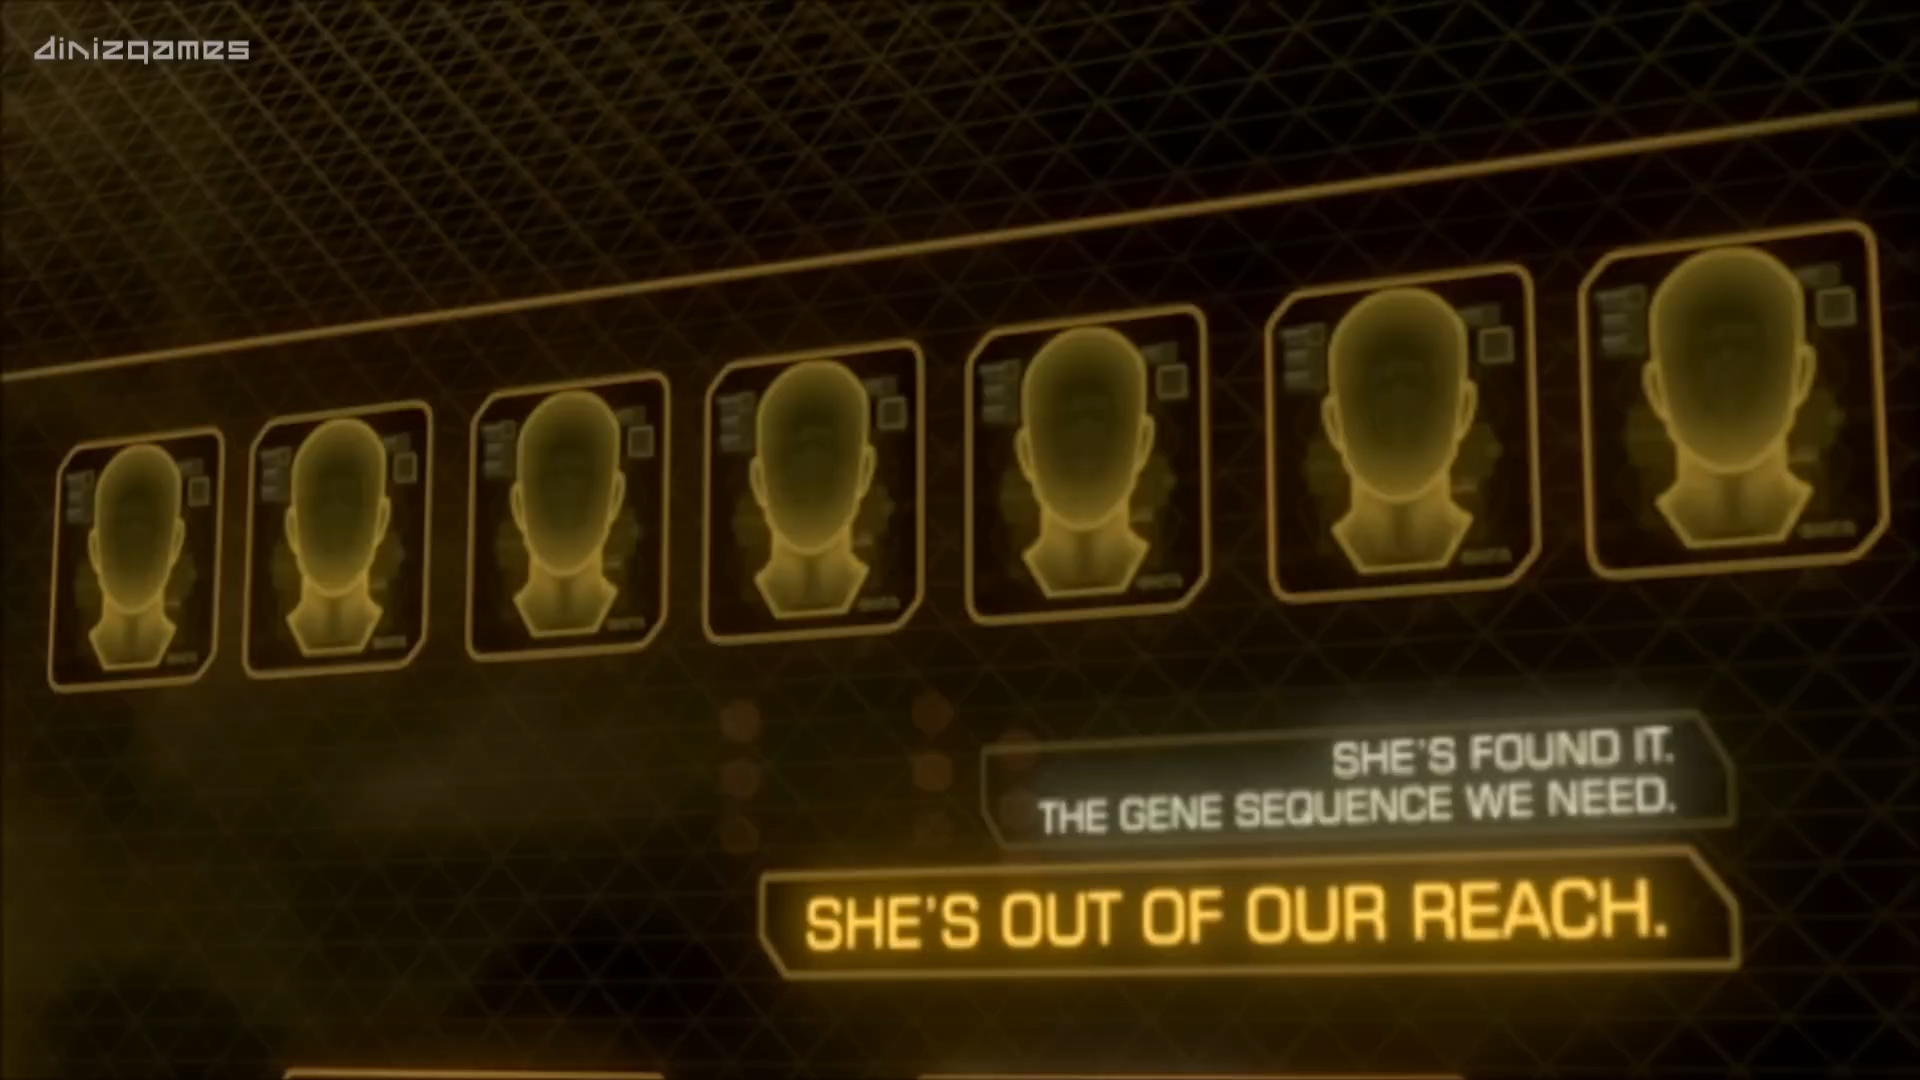 dinizgames
SHE'S FOUND IT.
THE GENE SEQUENCE WE NEED.
SHE'S OUT OF OUR REACH.